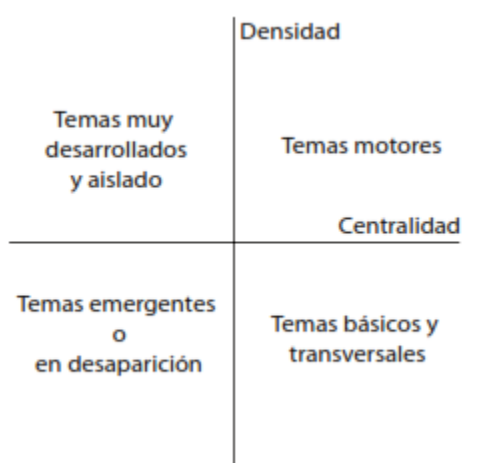 Densidad
Temas muy
desarrollados
y aislado
Temas motores
Centralidad
Temas emergentes
o
en desaparición
Temas básicos y
transversales